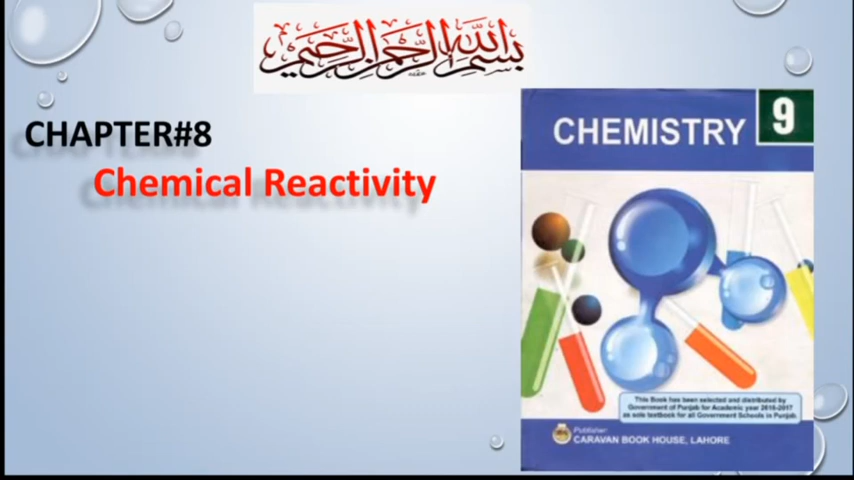 بسم الله الرحمن الرحيم
CHAPTER#8
Chemical Reactivity
CHEMISTRY 9
This Book has been selected and distributed by
Government of Punjab for Academic year 2016-2017
as sole textbook for all Government Schools in Punjab.
Publisher:
CARAVAN BOOK HOUSE, LAHORE